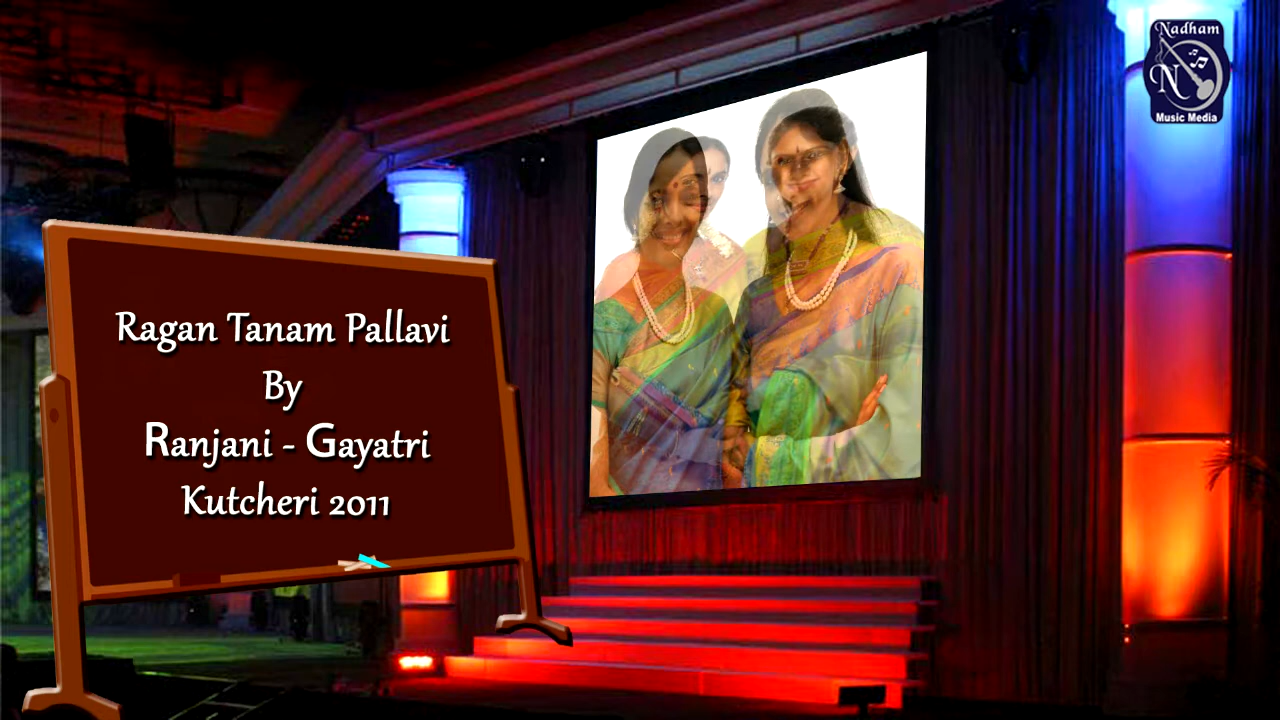 Ragan Tanam Pallavi
By
Ranjani - Gayatri
Kutcheri 2011
Nadham
N
Music Media